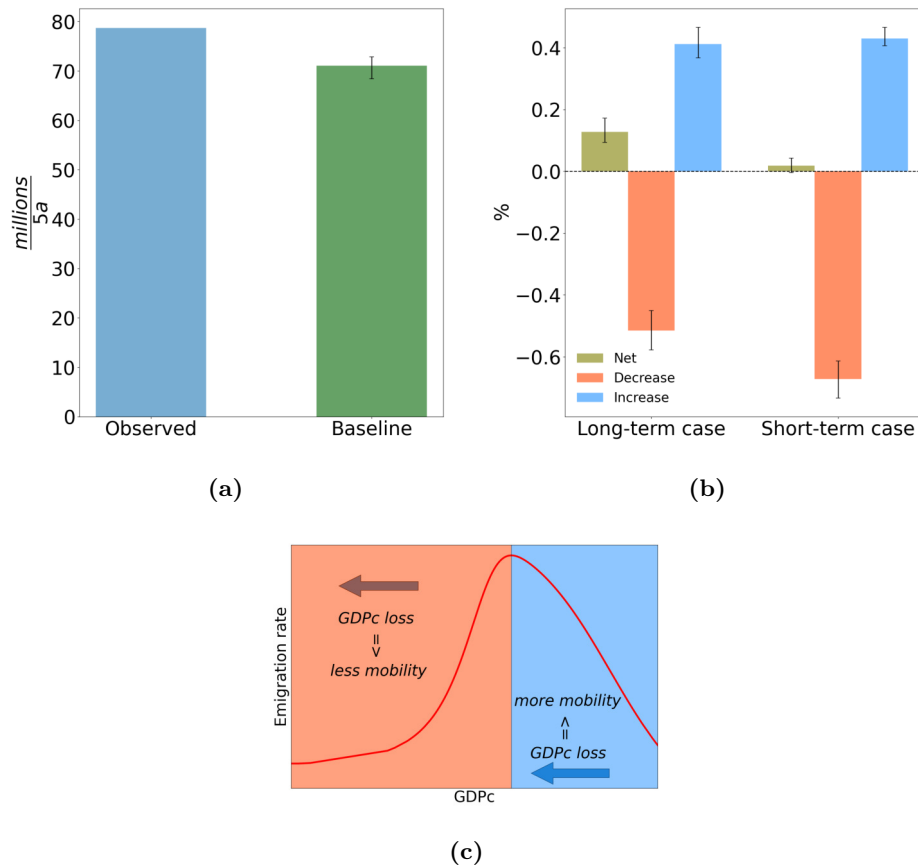 80
70
60
50
40
30
20
10
0
millions
5a
Observed Baseline
(a)
0.4
0.2
0.0
−0.2
−0.4
−0.6
%
Net
Decrease
Increase
Long-term case Short-term case
(b)
Emigration rate
GDPc loss
=>
less mobility
more mobility
=>
GDPc loss
GDPc
(c)